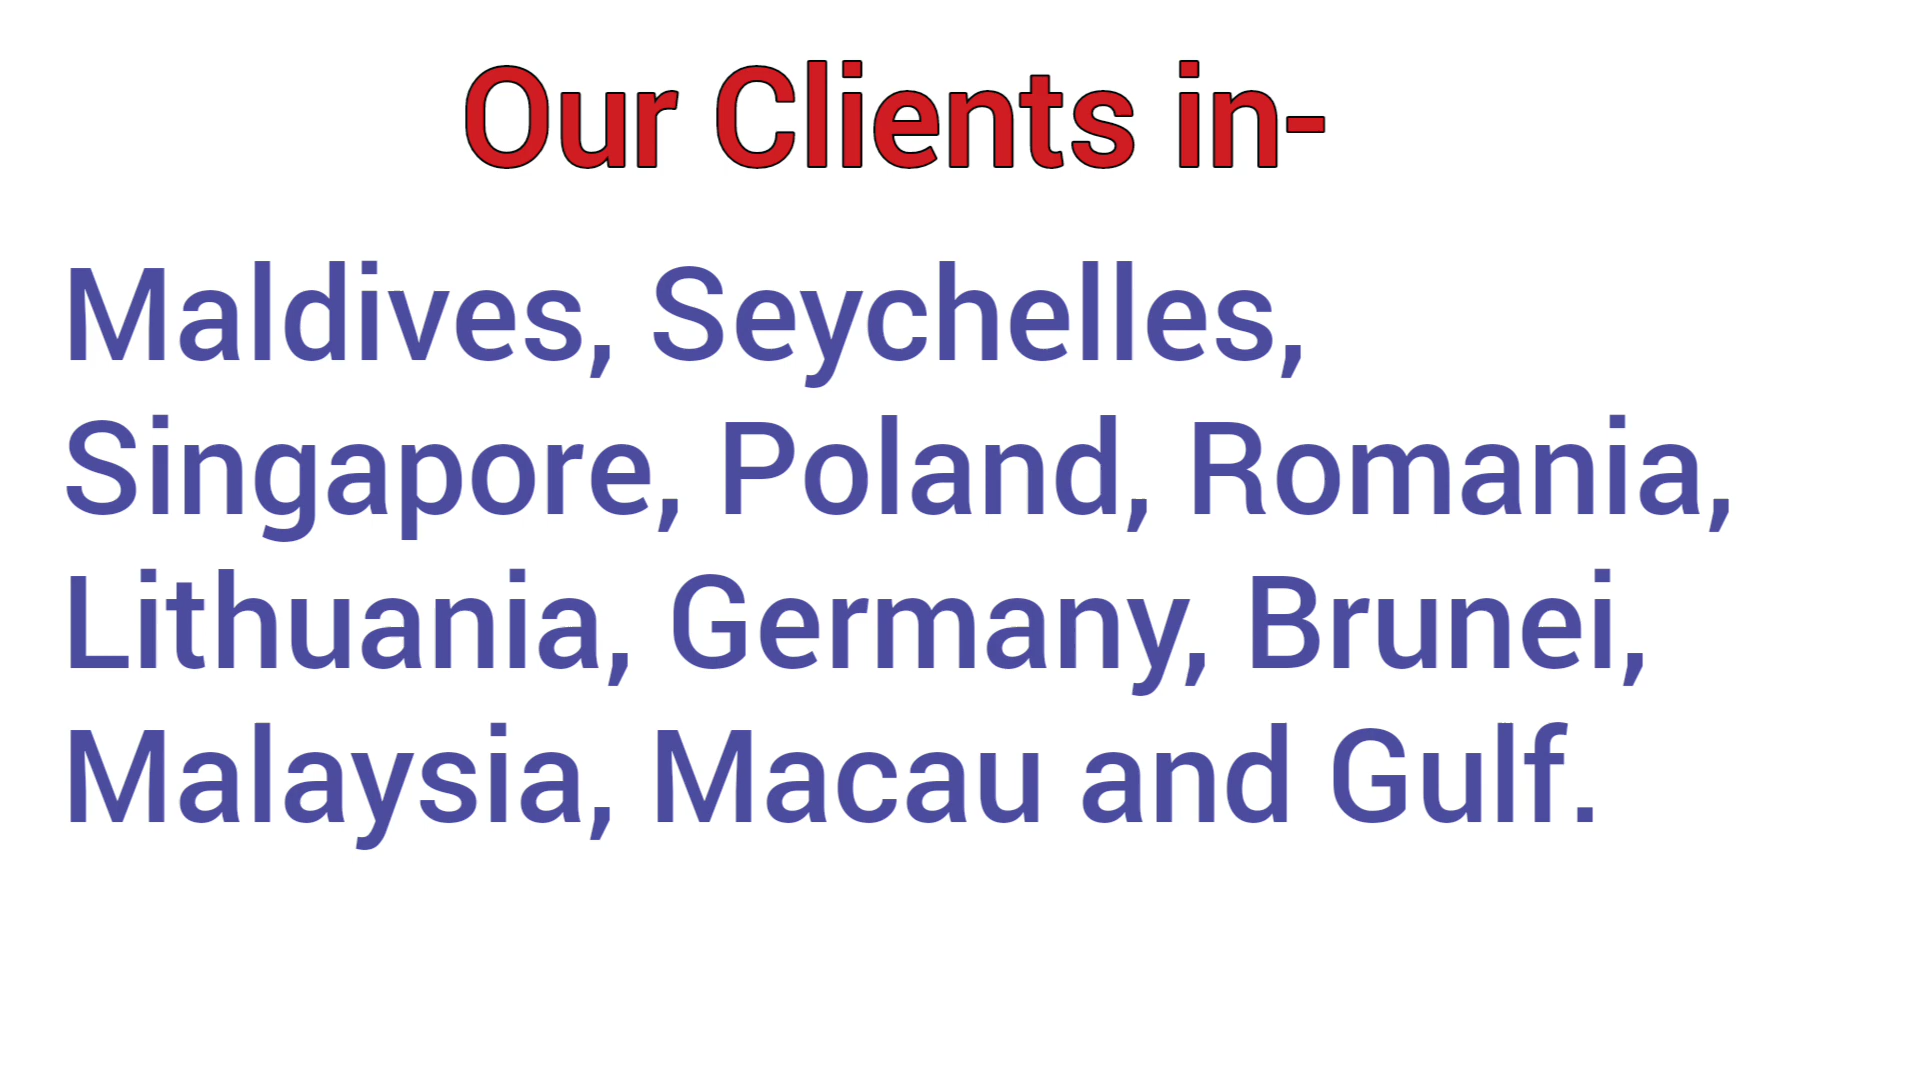 Our Clients in-
Maldives, Seychelles,
Singapore, Poland, Romania,
Lithuania, Germany, Brunei,
Malaysia, Macau and Gulf.